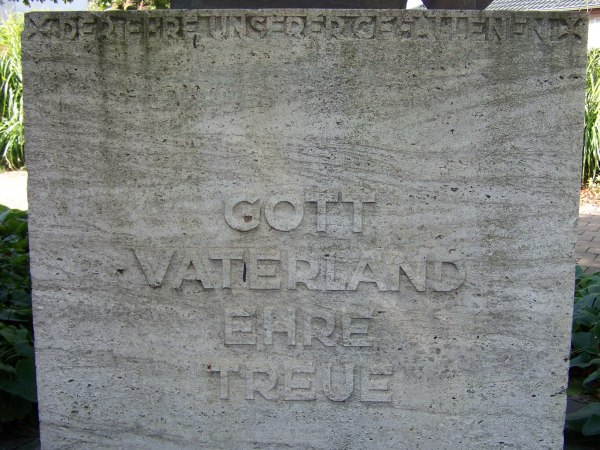 DER EHRE UNSERER GEFALLENEN
GOTT
VATERLAND
EHRE
TREUE